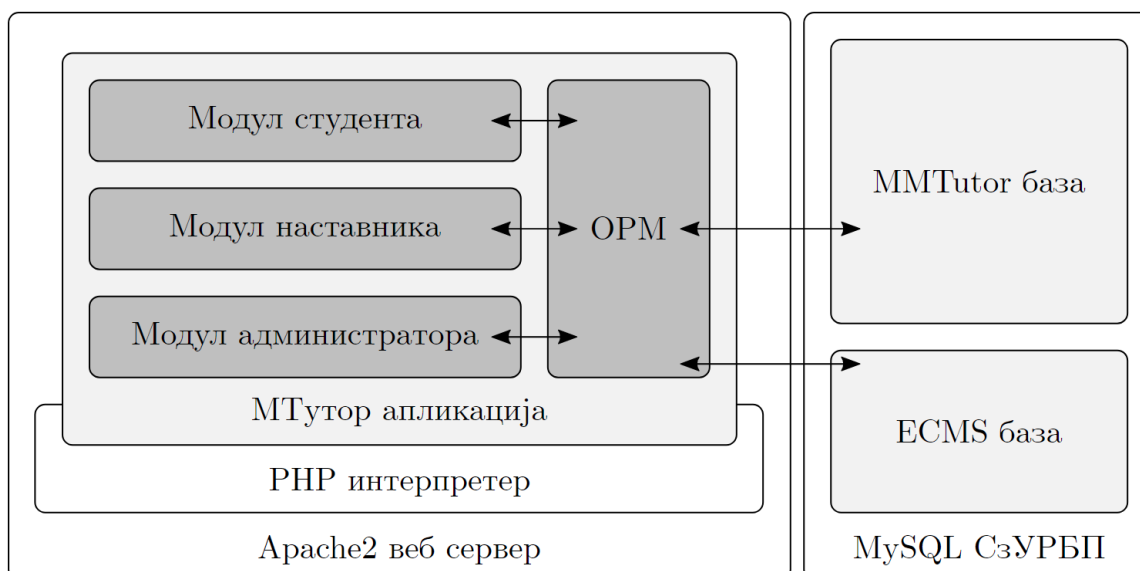 Модул студента
Модул наставника
ОРМ
MMTutor база
Модул администратора
МТутор апликација
ECMS база
PHP интерпретер
Apache2 веб сервер
MySQL СзУРБП